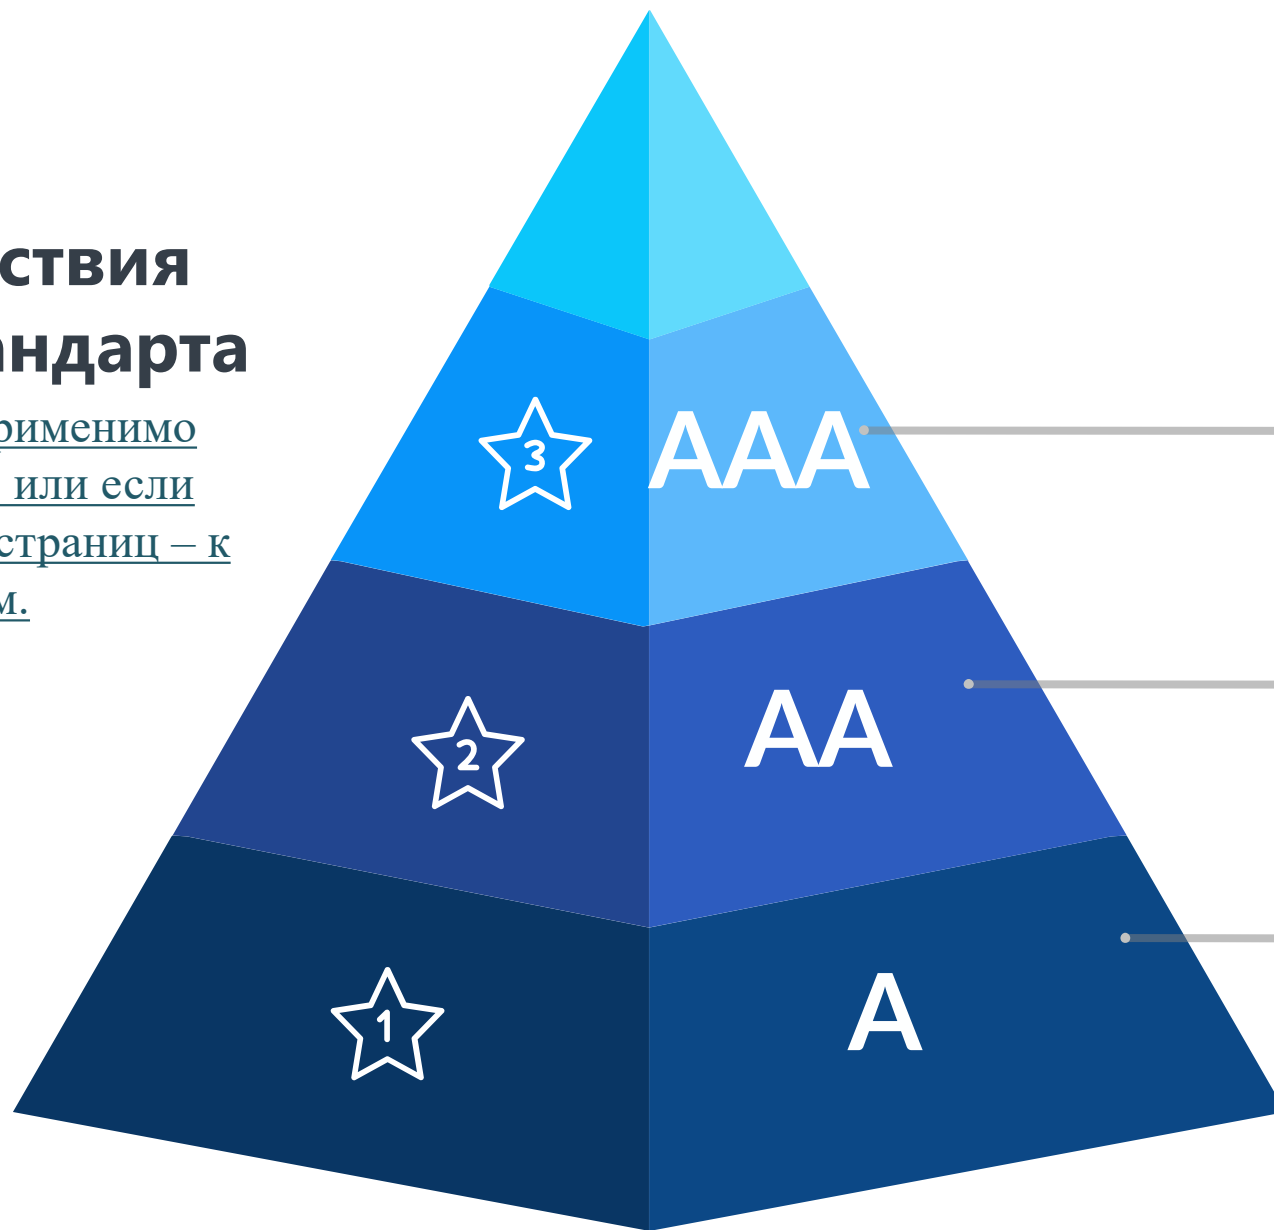 ствия
андарта
рименимо
или если
страниц – к
м.
3
AAA
2
AA
1
A